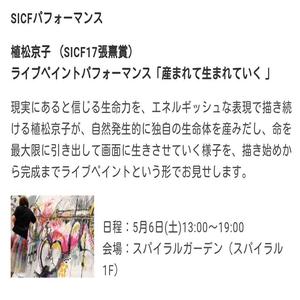 SICFパフォーマンス
植松京子 （SICF17張熹賞）
ライブペイントパフォーマンス「産まれて生まれていく 」
現実にあると信じる生命力を、エネルギッシュな表現で描き続
ける植松京子が、自然発生的に独自の生命体を産みだし、命を
最大限に引き出して画面に生きさせていく様子を、描き始めか
ら完成までライブペイントという形でお見せします。
日程：5月6日(土)13:00〜19:00
会場：スパイラルガーデン（スパイラル
1F）